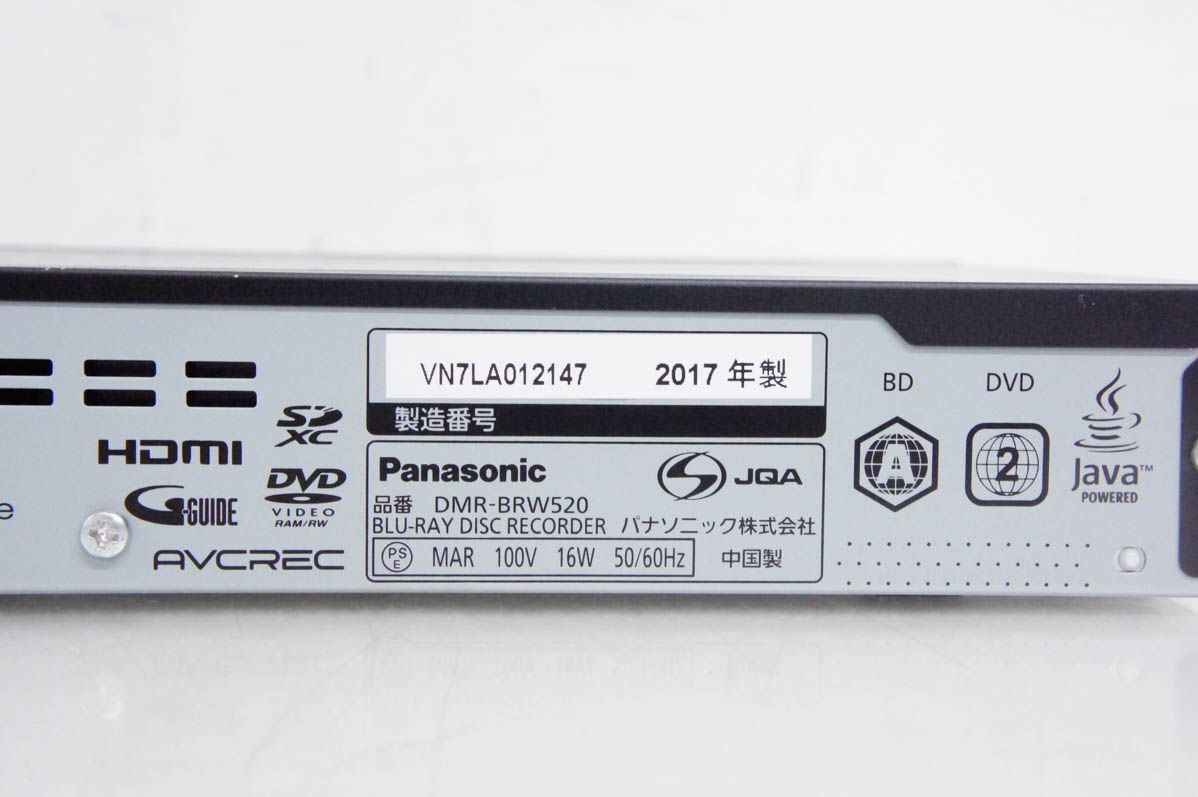 VN7LA012147 2017 年製
製造番号
BD DVD
SD XC
HDMI
DVD VIDEO RAM/RW
G-GUIDE
AVCREC
Panasonic JQA
品番 DMR-BRW520
BLU-RAY DISC RECORDER パナソニック株式会社
PS E MAR 100V 16W 50/60Hz 中国製
A
2
Java™ POWERED
e